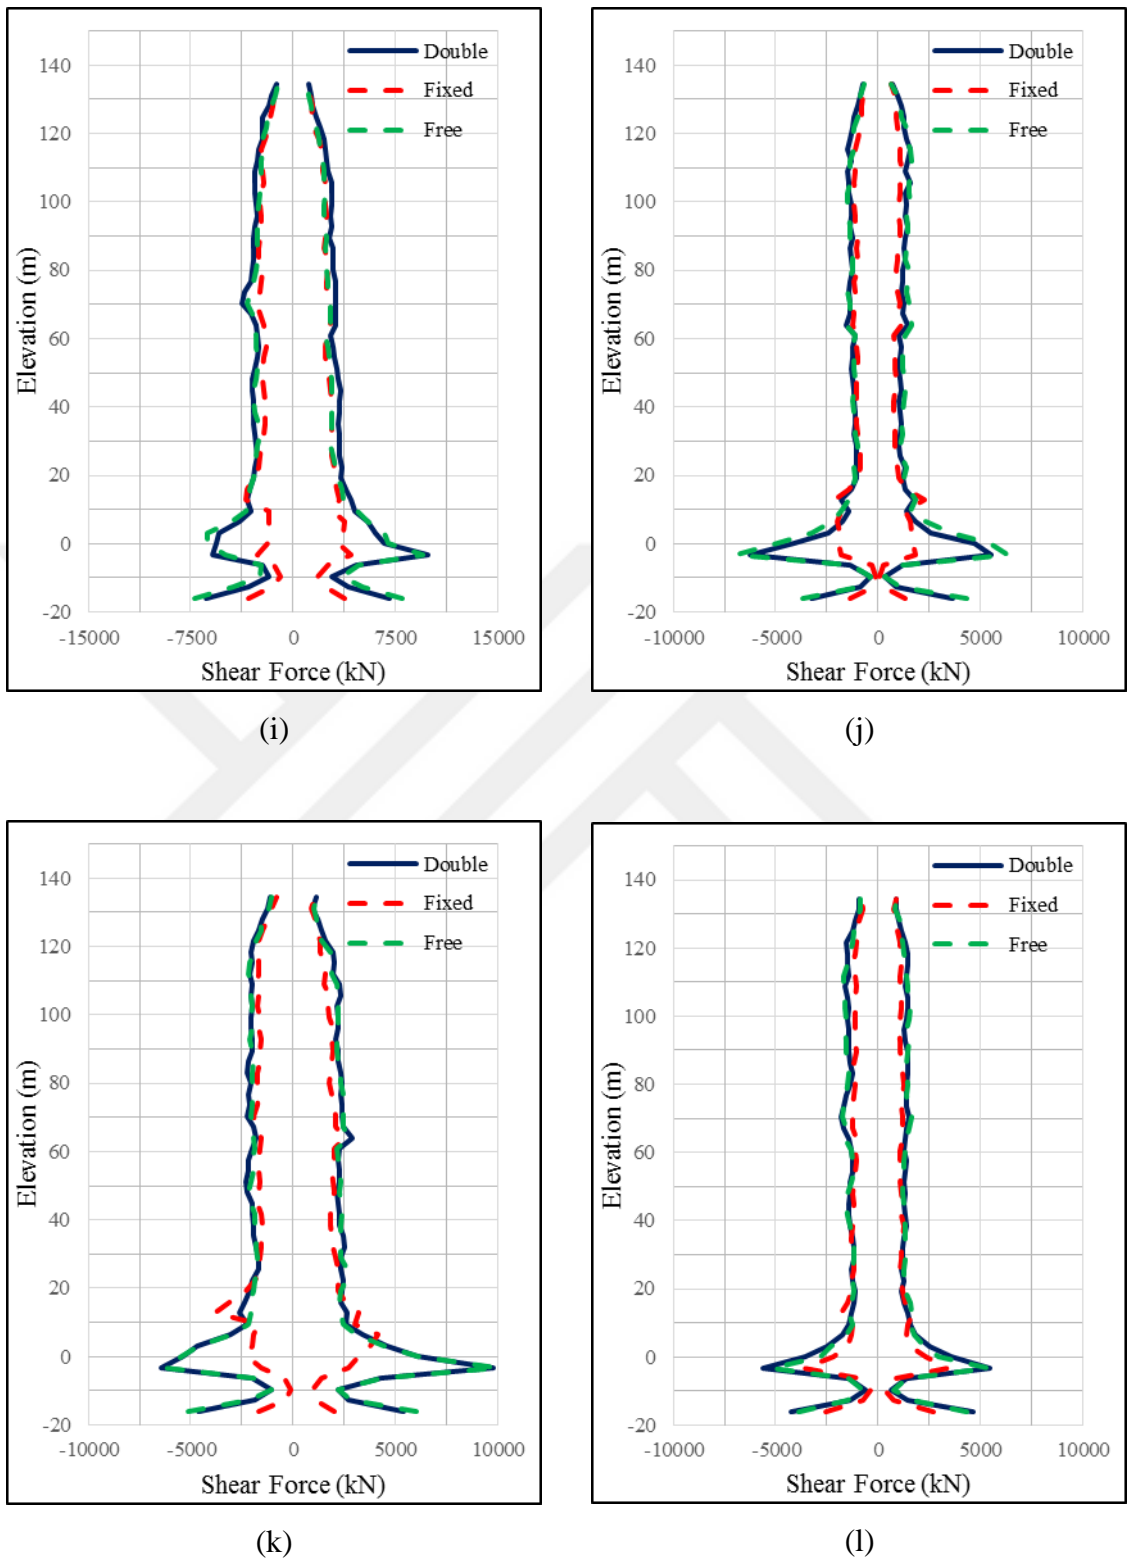 Double
Fixed
Free
140
120
100
80
60
40
20
0
-20
Elevation (m)
-15000 -7500 0 7500 15000
Shear Force (kN)
(i)
Double
Fixed
Free
140
120
100
80
60
40
20
0
-20
Elevation (m)
-10000 -5000 0 5000 10000
Shear Force (kN)
(j)
Double
Fixed
Free
140
120
100
80
60
40
20
0
-20
Elevation (m)
-10000 -5000 0 5000 10000
Shear Force (kN)
(k)
Double
Fixed
Free
140
120
100
80
60
40
20
0
-20
Elevation (m)
-10000 -5000 0 5000 10000
Shear Force (kN)
(l)